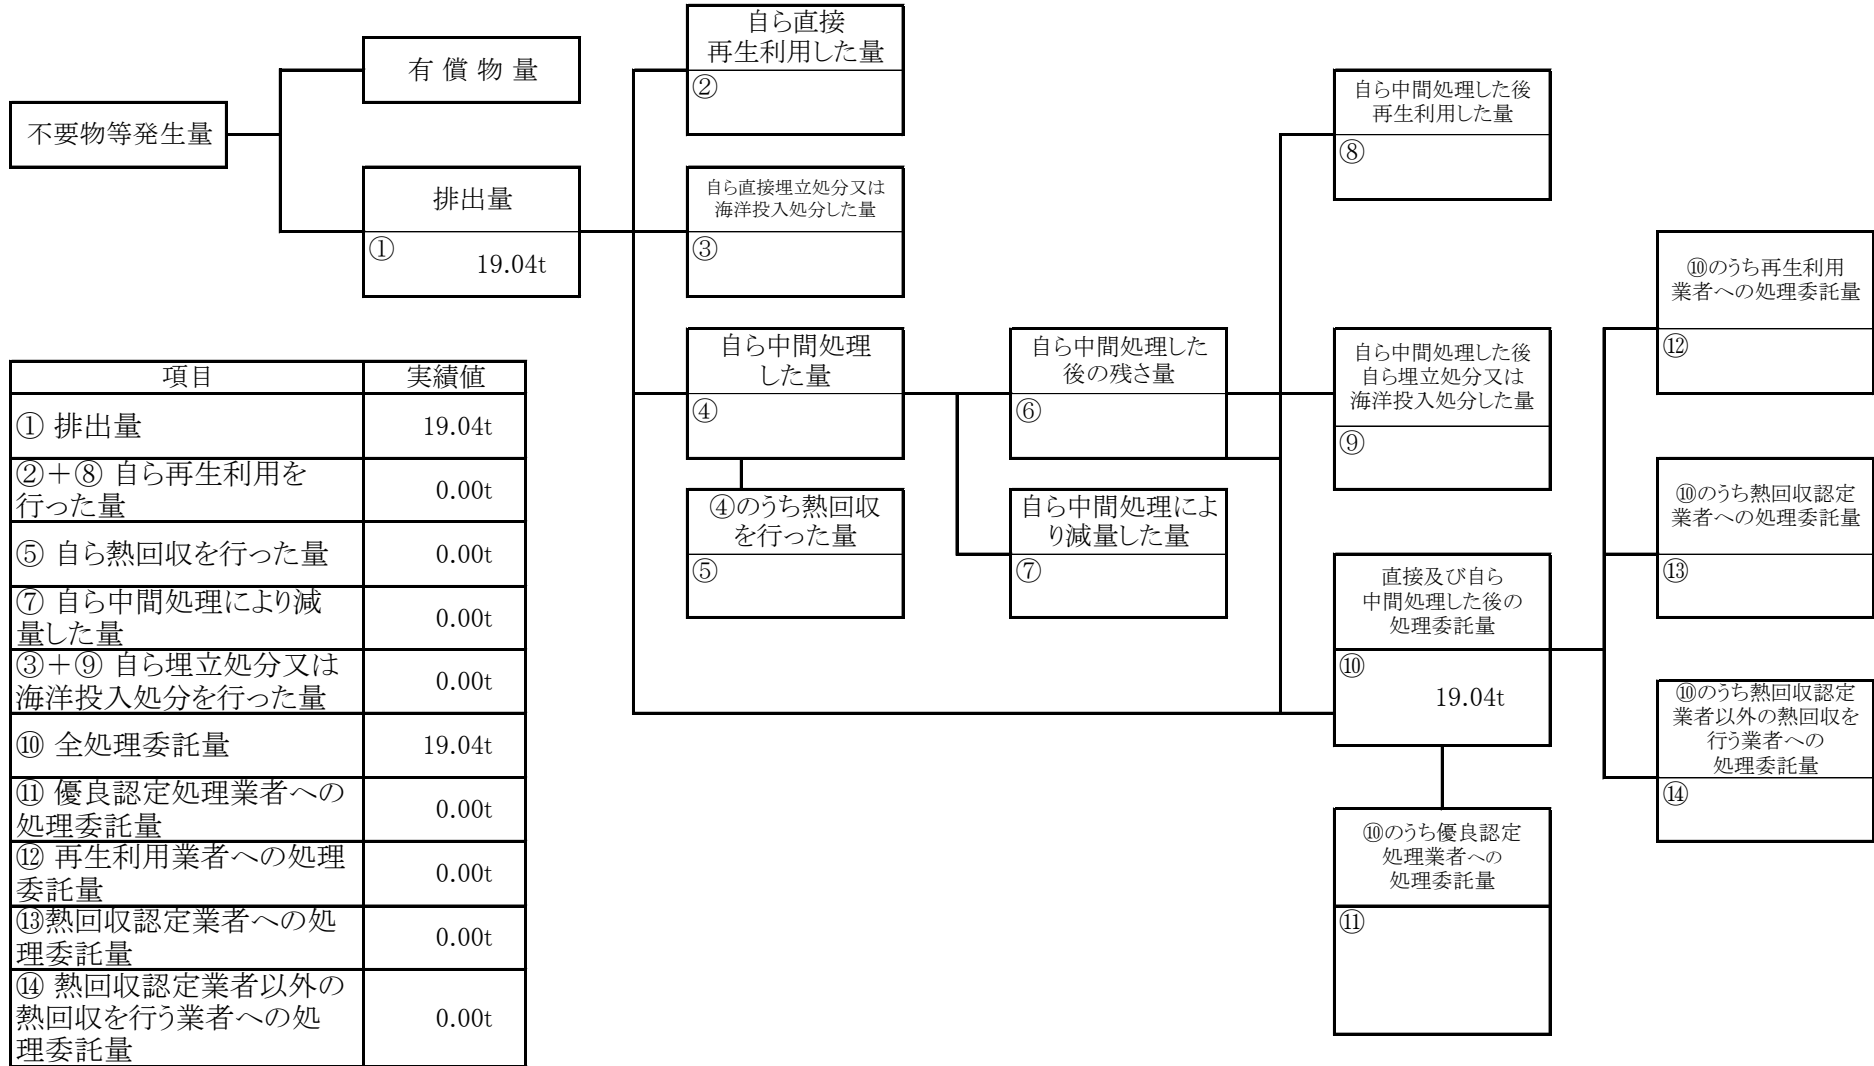 不要物等発生量
有償物量
排出量
①
19.04t
自ら直接
再生利用した量
②
自ら直接埋立処分又は
海洋投入処分した量
③
自ら中間処理
した量
④
④のうち熱回収
を行った量
⑤
自ら中間処理した
後の残さ量
⑥
自ら中間処理によ
り減量した量
⑦
自ら中間処理した後
再生利用した量
⑧
自ら中間処理した後
自ら埋立処分又は
海洋投入処分した量
⑨
直接及び自ら
中間処理した後の
処理委託量
⑩
19.04t
⑩のうち優良認定
処理業者への
処理委託量
⑪
⑩のうち再生利用
業者への処理委託量
⑫
⑩のうち熱回収認定
業者への処理委託量
⑬
⑩のうち熱回収認定
業者以外の熱回収を
行う業者への
処理委託量
⑭
項目 実績値
① 排出量 19.04t
②+⑧ 自ら再生利用を
行った量 0.00t
⑤ 自ら熱回収を行った量 0.00t
⑦ 自ら中間処理により減
量した量 0.00t
③+⑨ 自ら埋立処分又は
海洋投入処分を行った量 0.00t
⑩ 全処理委託量 19.04t
⑪ 優良認定処理業者への
処理委託量 0.00t
⑫ 再生利用業者への処理
委託量 0.00t
⑬熱回収認定業者への処
理委託量 0.00t
⑭ 熱回収認定業者以外の
熱回収を行う業者への処
理委託量 0.00t